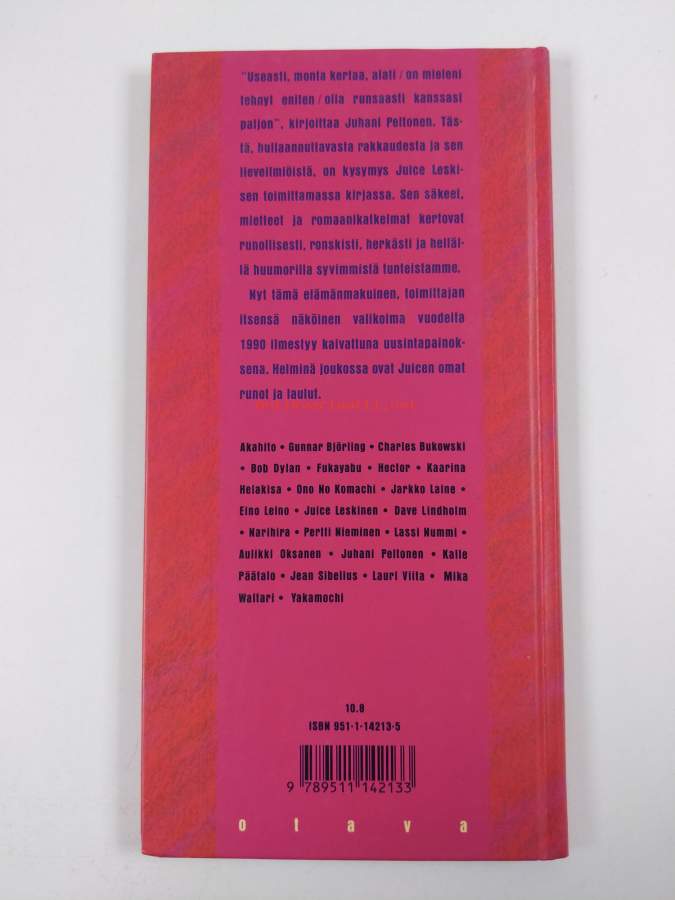 "Useasti, monta kertaa, alati / on mieleni
tehnyt eniten / olla runsaasti kanssasi
paljon", kirjoittaa Juhani Peltonen. Täs-
tä, hullaannuttavasta rakkaudesta ja sen
lieveilmiöistä, on kysymys Juice Leski-
sen toimittamassa kirjassa. Sen säkeet,
mietteet ja romaanikatkelmat kertovat
runollisesti, ronskisti, herkästi ja helläl-
lä huumorilla syvimmistä tunteistamme.
Nyt tämä elämänmakuinen, toimittajan
itsensä näköinen valikoima vuodelta
1990 ilmestyy kaivattuna uusintapainok-
sena. Helminä joukossa ovat Juicen omat
runot ja laulut.
Akahito • Gunnar Björling • Charles Bukowski
• Bob Dylan • Fukayabu • Hector • Kaarina
Helakisa • Ono No Komachi • Jarkko Laine •
Eino Leino • Juice Leskinen • Dave Lindholm
• Narihira • Pertti Nieminen • Lassi Nummi •
Aulikki Oksanen • Juhani Peltonen • Kalle
Päätalo • Jean Sibelius • Lauri Viita • Mika
Waltari • Yakamochi
10.8
ISBN 951-1-14213-5
9 789511 142133
otava